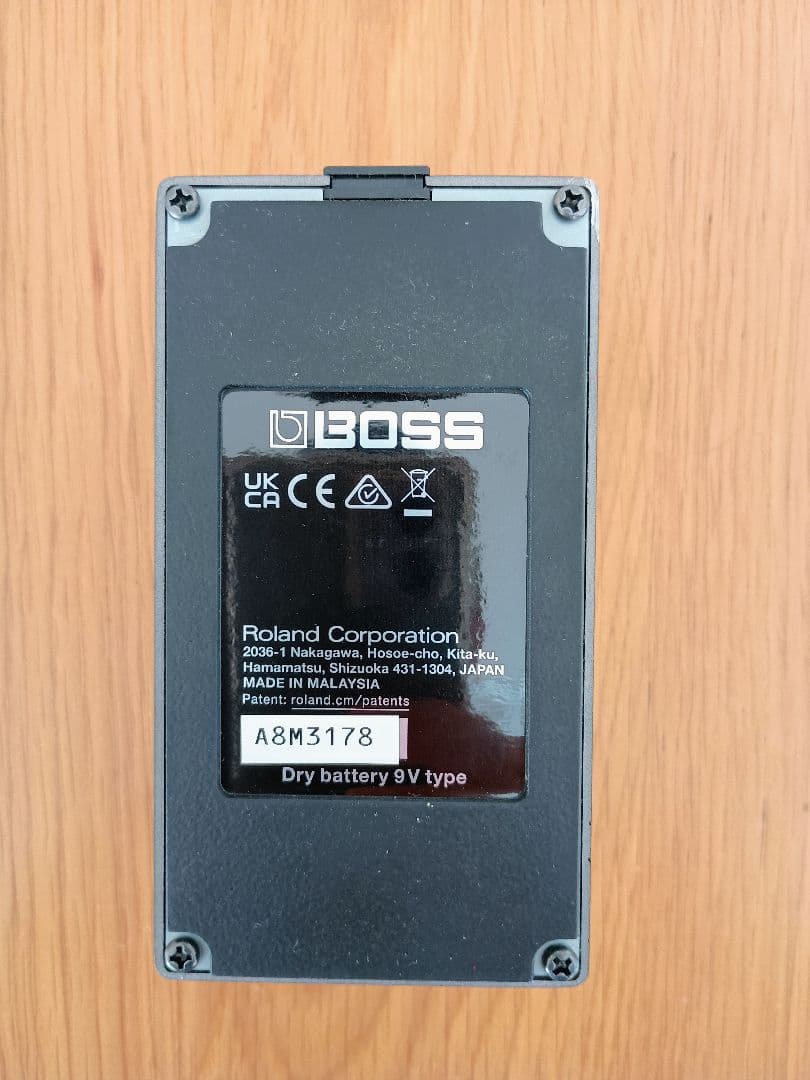 BOSS
UK
CA CE
Roland Corporation
2036-1 Nakagawa, Hosoe-cho, Kita-ku,
Hamamatsu, Shizuoka 431-1304, JAPAN
MADE IN MALAYSIA
Patent: roland.cm/patents
A8M3178
Dry battery 9V type